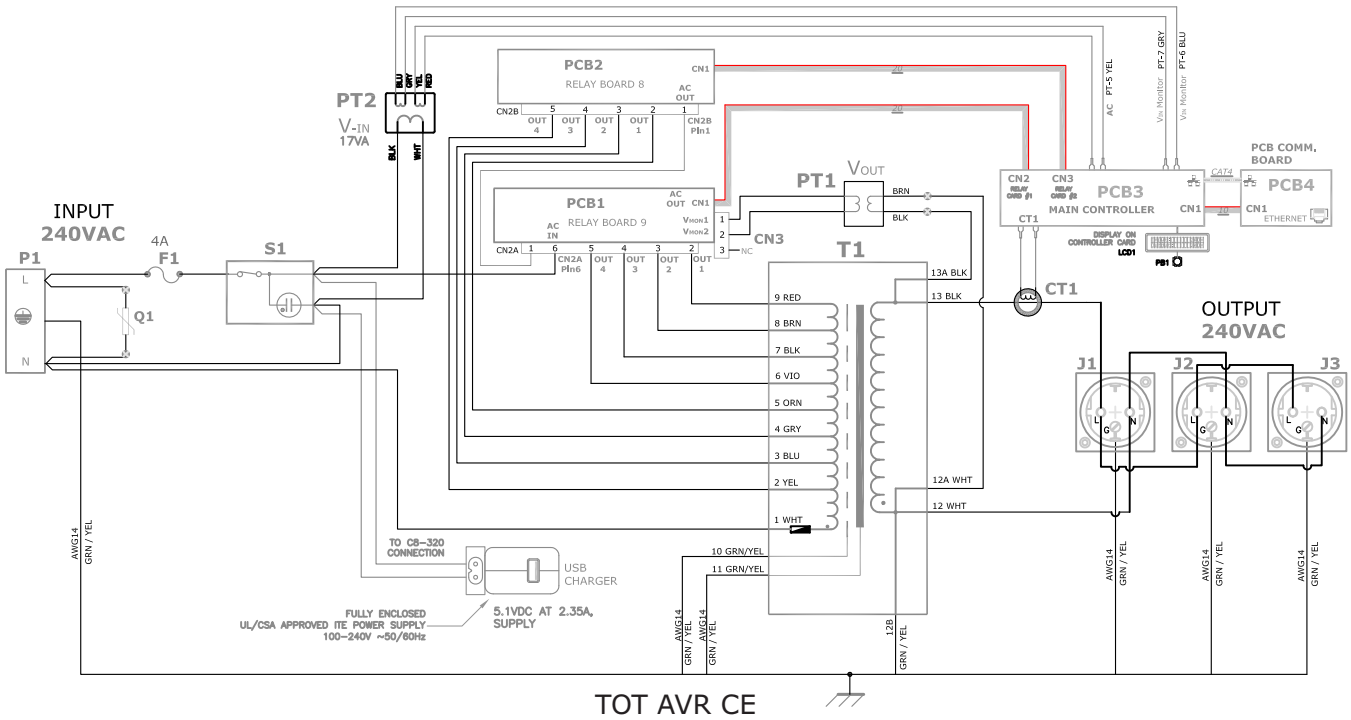 BLU
GRY
YEL
RED
PT2
V-IN
17VA
BLK
WHT
PCB2
RELAY BOARD 8
CN1
AC
OUT
CN2B
5
4
3
2
1
OUT
4
OUT
3
OUT
2
OUT
1
CN2B
Pin1
20
20
AC PT-5 YEL
VIN Monitor PT-7 GRY
VIN Monitor PT-6 BLU
PCB1
RELAY BOARD 9
AC
OUT
CN1
VMON1
VMON2
AC
IN
CN2A
1
6
5
4
3
2
CN2A
Pin6
OUT
4
OUT
3
OUT
2
OUT
1
1
2
3
NC
CN3
PT1
VOUT
BRN
BLK
CN2
RELAY
CARD #1
CN3
RELAY
CARD #2
PCB3
MAIN CONTROLLER
CT1
CN1
CAT4
10
PCB COMM.
BOARD
PCB4
CN1
ETHERNET
DISPLAY ON
CONTROLLER CARD
LCD1
PB1
INPUT
240VAC
P1
L
N
4A
F1
Q1
S1
T1
13A BLK
13 BLK
CT1
9 RED
8 BRN
7 BLK
6 VIO
5 ORN
4 GRY
3 BLU
2 YEL
1 WHT
10 GRN/YEL
11 GRN/YEL
12A WHT
12 WHT
OUTPUT
240VAC
J1
L
G
N
J2
L
G
N
J3
L
G
N
AWG14
GRN / YEL
TO C8-320
CONNECTION
USB
CHARGER
5.1VDC AT 2.35A,
SUPPLY
FULLY ENCLOSED
UL/CSA APPROVED ITE POWER SUPPLY
100-240V ~50/60Hz
AWG14
GRN / YEL
AWG14
GRN / YEL
12B
GRN / YEL
AWG14
GRN / YEL
AWG14
GRN / YEL
AWG14
GRN / YEL
TOT AVR CE